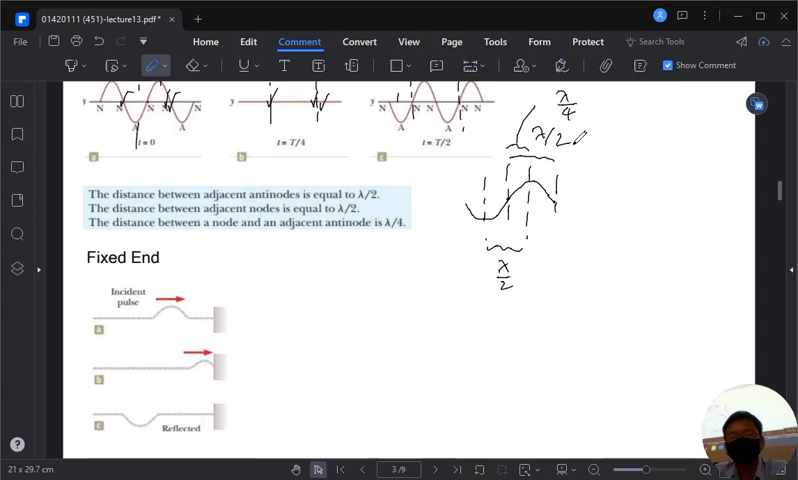 01420111 (451)-lecture13.pdf *
File
Home
Edit
Comment
Convert
View
Page
Tools
Form
Protect
Search Tools
Show Comment
y
N N N N N
A A
t = 0
a
y
t = T/4
b
y
N N N N N
A A
t = T/2
c
λ/4
λ/2
λ/2
The distance between adjacent antinodes is equal to λ/2.
The distance between adjacent nodes is equal to λ/2.
The distance between a node and an adjacent antinode is λ/4.
Fixed End
Incident
pulse
a
b
c
Reflected
21 x 29.7 cm
3 /9